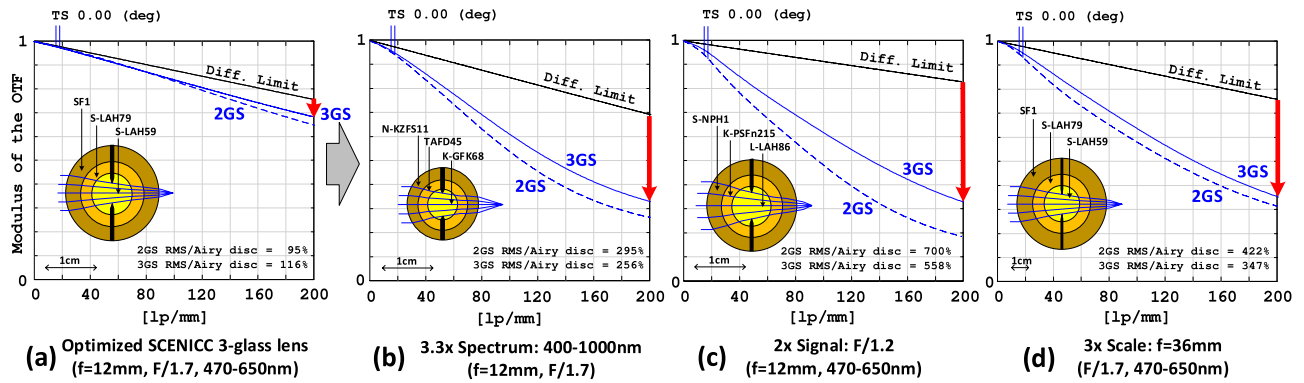 TS 0.00 (deg)
Modulus of the OTF
1
0
Diff. Limit
2GS
3GS
SF1
S-LAH79
S-LAH59
2GS RMS/Airy disc = 95%
3GS RMS/Airy disc = 116%
1cm
0 40 80 120 160 200
[lp/mm]
(a) Optimized SCENICC 3-glass lens
(f=12mm, F/1.7, 470-650nm)
TS 0.00 (deg)
1
0
Diff. Limit
3GS
2GS
N-KZFS11
TAFD45
K-GFK68
2GS RMS/Airy disc = 295%
3GS RMS/Airy disc = 256%
1cm
0 40 80 120 160 200
[lp/mm]
(b) 3.3x Spectrum: 400-1000nm
(f=12mm, F/1.7)
TS 0.00 (deg)
1
0
Diff. Limit
3GS
2GS
S-NPH1
K-PSFn215
L-LAH86
2GS RMS/Airy disc = 700%
3GS RMS/Airy disc = 558%
1cm
0 40 80 120 160 200
[lp/mm]
(c) 2x Signal: F/1.2
(f=12mm, 470-650nm)
TS 0.00 (deg)
1
0
Diff. Limit
3GS
2GS
SF1
S-LAH79
S-LAH59
2GS RMS/Airy disc = 422%
3GS RMS/Airy disc = 347%
1cm
0 40 80 120 160 200
[lp/mm]
(d) 3x Scale: f=36mm
(F/1.7, 470-650nm)